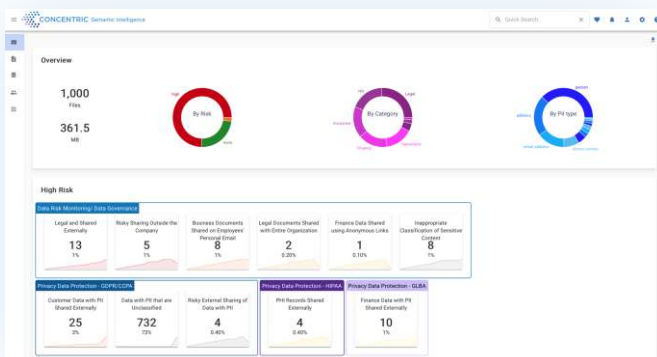 CONCENTRIC Semantic Intelligence
Quick Search
Overview
1,000
Files
361.5
MB
By Risk
high
By Category
Legal
By PII type
person
address
email address
High Risk
Data Risk Monitoring/ Data Governance
Legal and Shared
Externally
13
1%
Risky Sharing Outside the
Company
5
1%
Business Documents
Shared on Employees'
Personal Email
8
1%
Legal Documents Shared
with Entire Organization
2
0.20%
Finance Data Shared
using Anonymous Links
1
0.10%
Inappropriate
Classification of Sensitive
Content
8
1%
Privacy Data Protection - GDPR/CCPA
Customer Data with PII
Shared Externally
25
3%
Data with PII that are
Unclassified
732
73%
Risky External Sharing of
Data with PII
4
0.40%
Privacy Data Protection - HIPAA
PHI Records Shared
Externally
4
0.40%
Privacy Data Protection - GLBA
Finance Data with PII
Shared Externally
10
1%